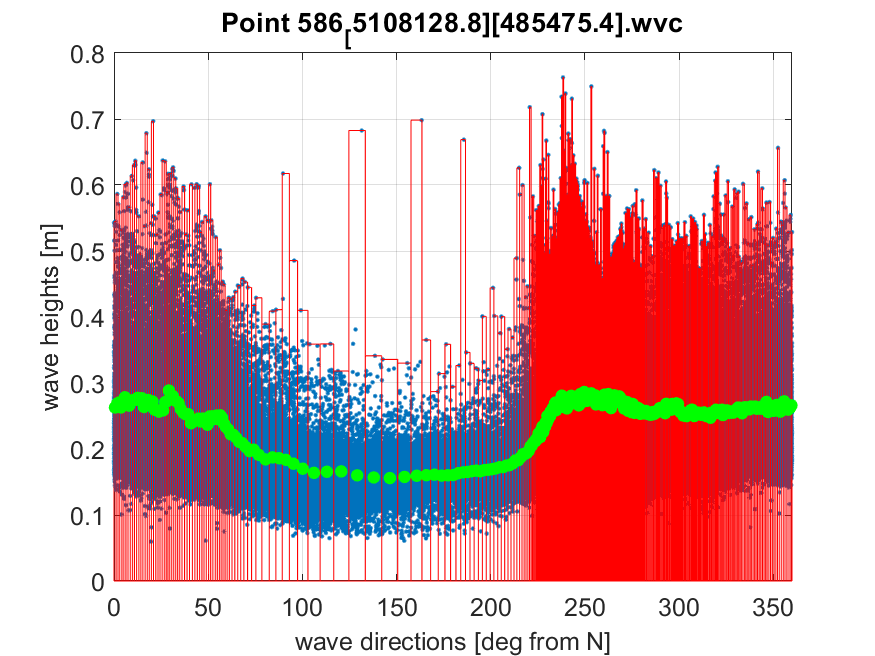 Point 586[5108128.8][485475.4].wvc
wave heights [m]
0.8
0.7
0.6
0.5
0.4
0.3
0.2
0.1
0
0 50 100 150 200 250 300 350
wave directions [deg from N]